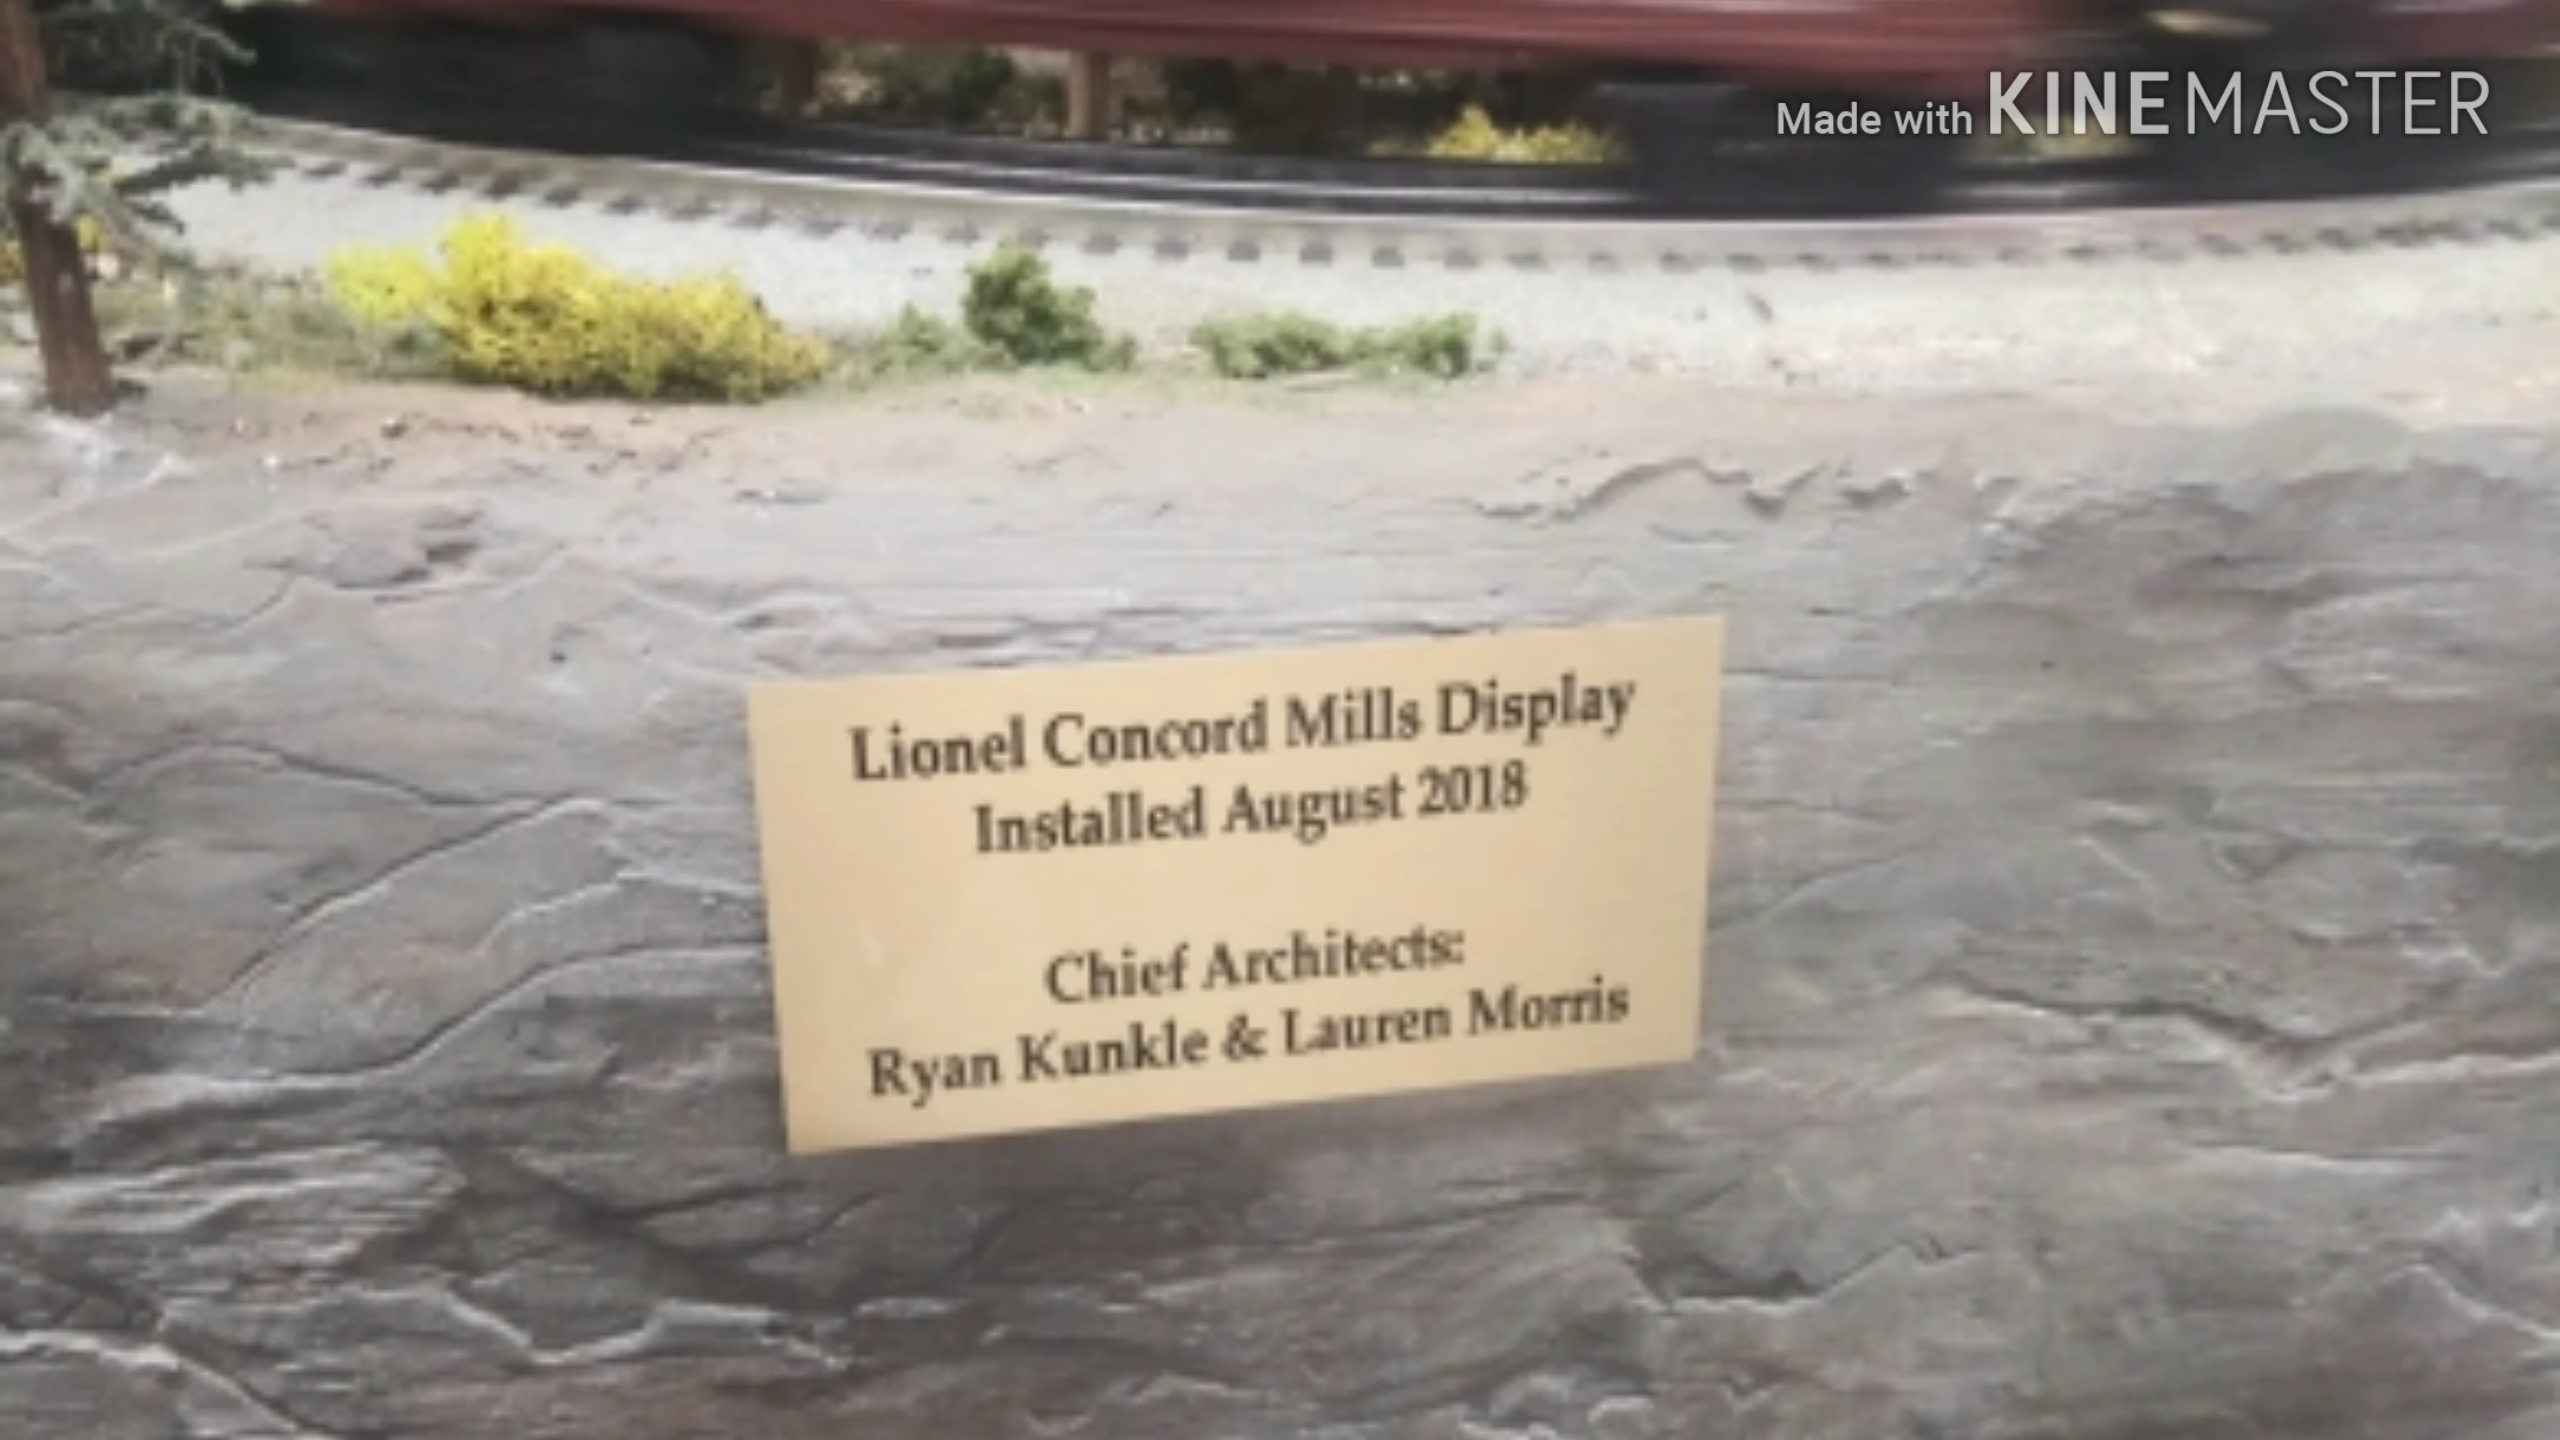 Made with KINEMASTER
Lionel Concord Mills Display
Installed August 2018
Chief Architects:
Ryan Kunkle & Lauren Morris